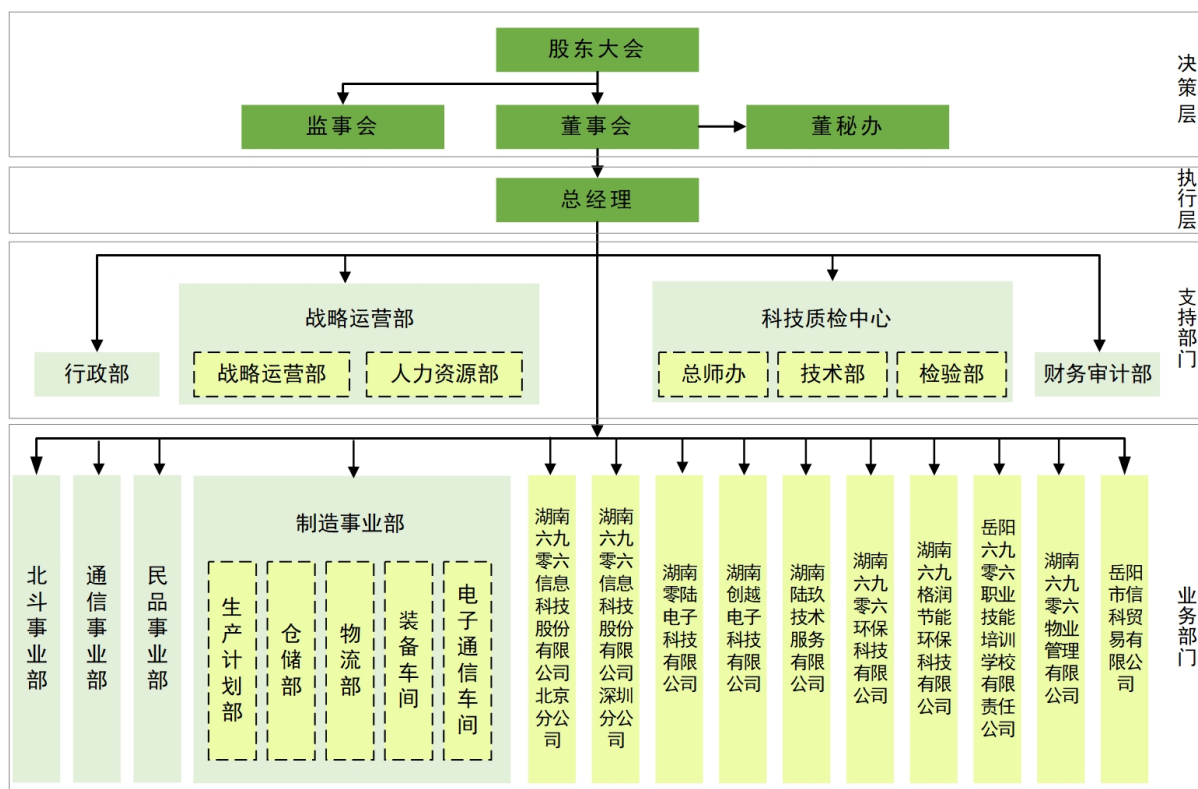 股东大会
监事会
董事会
董秘办
决策层
总经理
执行层
战略运营部
科技质检中心
行政部
战略运营部
人力资源部
总师办
技术部
检验部
财务审计部
支持部门
北斗事业部
通信事业部
民品事业部
制造事业部
生产计划部
仓储部
物流部
装备车间
电子通信车间
湖南六九零六信息科技股份有限公司北京分公司
湖南六九零六信息科技股份有限公司深圳分公司
湖南零陆电子科技有限公司
湖南创越电子科技有限公司
湖南陆玖技术服务有限公司
湖南六九零六环保科技有限公司
湖南六九格润节能环保科技有限公司
岳阳六九零六职业技能培训学校有限责任公司
湖南六九零六物业管理有限公司
岳阳市信科贸易有限公司
业务部门